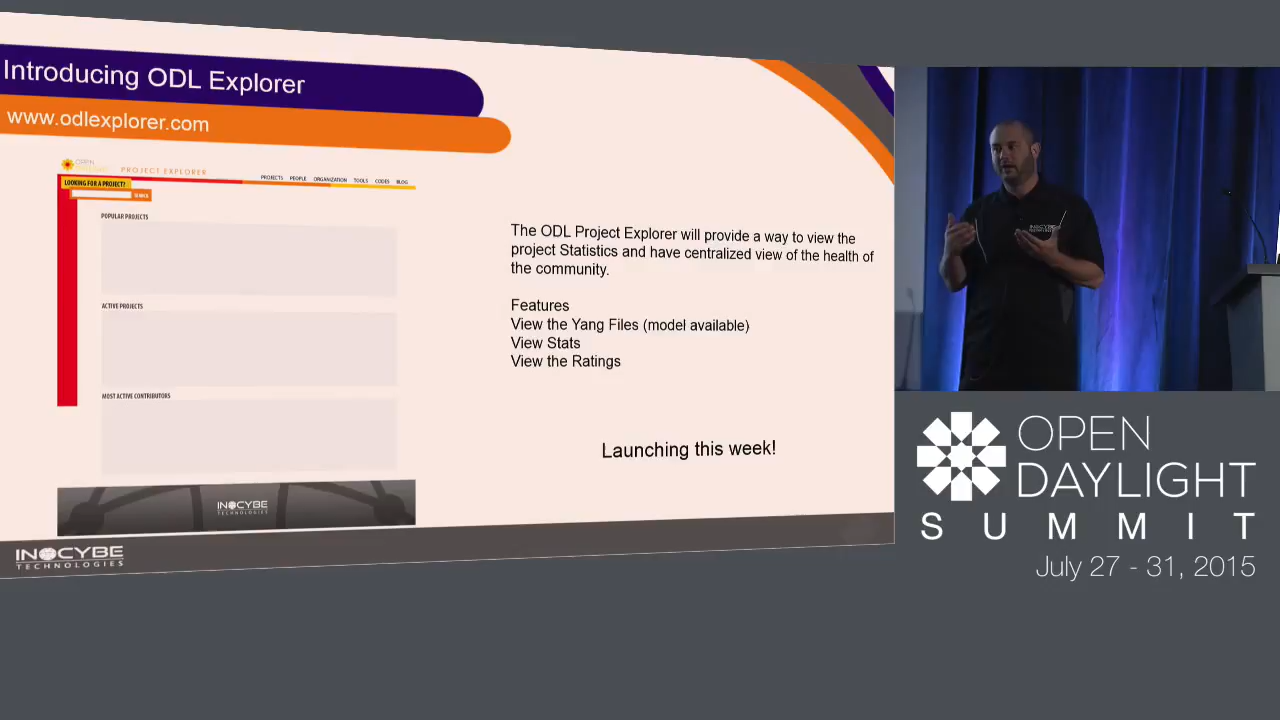 Introducing ODL Explorer
www.odlexplorer.com
OPEN
PROJECT EXPLORER
PROJECTS PEOPLE ORGANIZATION TOOLS CODES BLOG
LOOKING FOR A PROJECT?
POPULAR PROJECTS
ACTIVE PROJECTS
MOST ACTIVE CONTRIBUTORS
INOCYBE
TECHNOLOGIES
The ODL Project Explorer will provide a way to view the
project Statistics and have centralized view of the health of
the community.
Features
View the Yang Files (model available)
View Stats
View the Ratings
Launching this week!
INOCYBE
TECHNOLOGIES
INOCYBE
OPEN
DAYLIGHT
SUMMIT
July 27 - 31, 2015